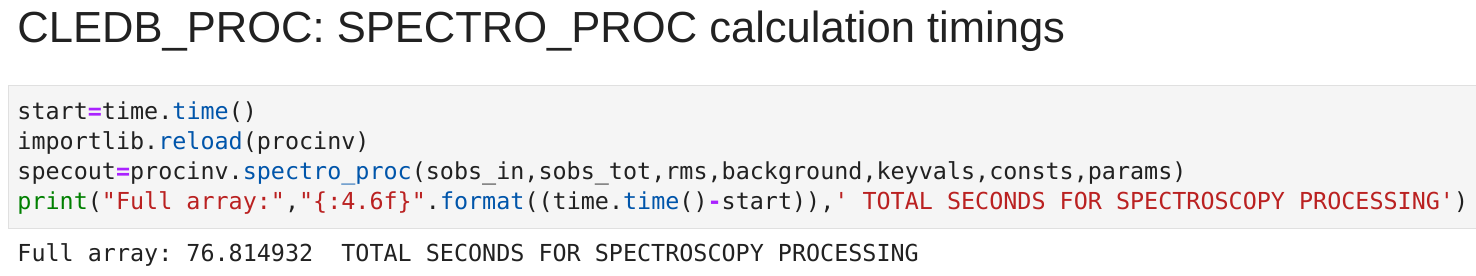 CLEDB_PROC: SPECTRO_PROC calculation timings
start=time.time()
importlib.reload(procinv)
specout=procinv.spectro_proc(sobs_in,sobs_tot,rms,background,keyvals,consts,params)
print("Full array:","{:4.6f}".format((time.time()-start)),' TOTAL SECONDS FOR SPECTROSCOPY PROCESSING')
Full array: 76.814932  TOTAL SECONDS FOR SPECTROSCOPY PROCESSING